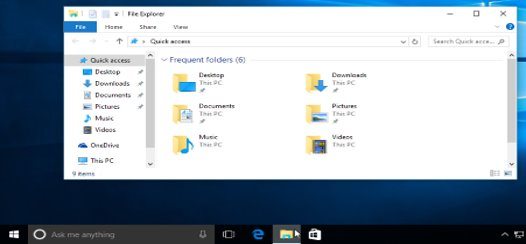 File Explorer
File
Home
Share
View
Quick access
Search Quick acce...
Quick access
Desktop
Downloads
Documents
Pictures
Music
Videos
OneDrive
This PC
Frequent folders (6)
Desktop
This PC
Downloads
This PC
Documents
This PC
Pictures
This PC
Music
This PC
Videos
This PC
9 items
Ask me anything